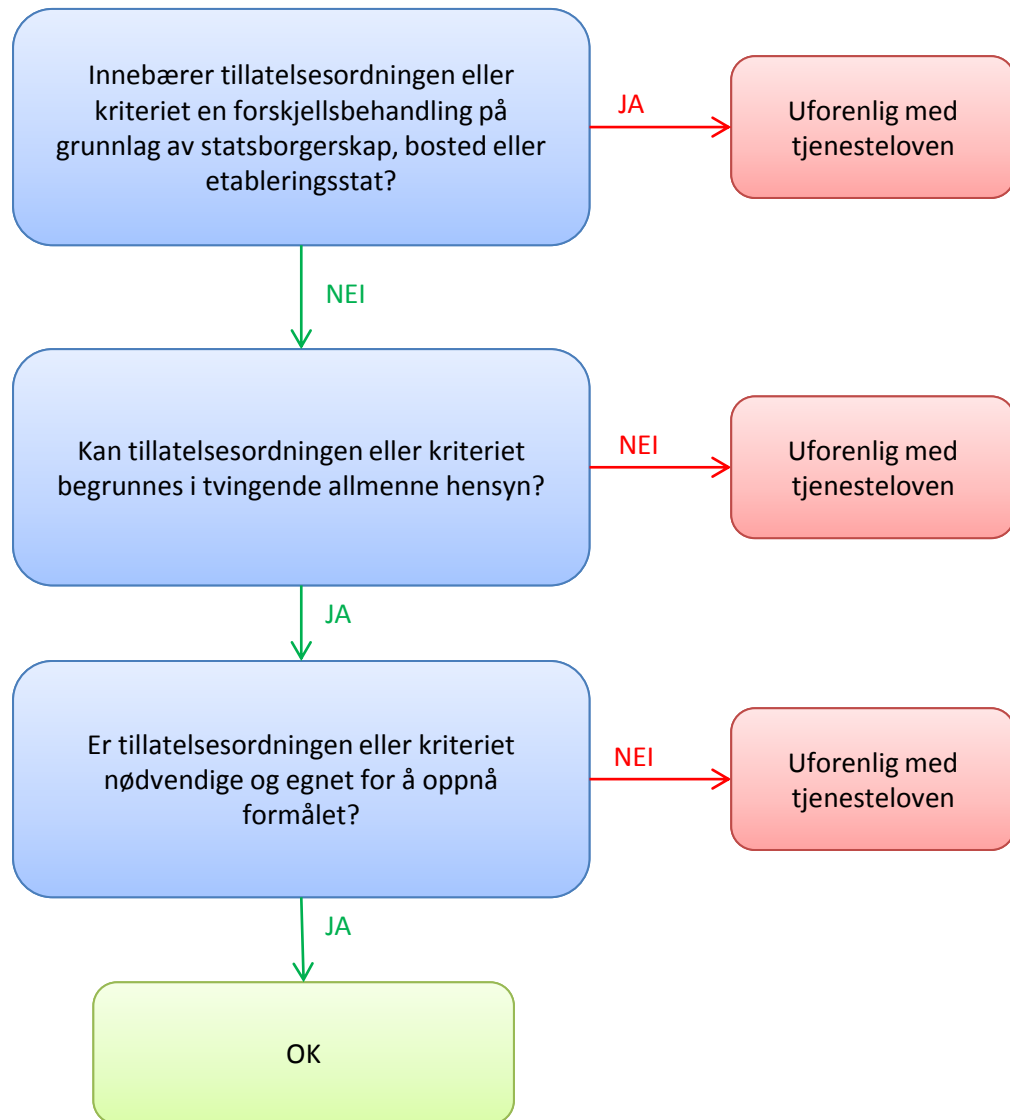 Innebærer tillatelsesordningen eller
kriteriet en forskjellsbehandling på
grunnlag av statsborgerskap, bosted eller
etableringsstat?
JA
Uforenlig med
tjenesteloven
NEI
Kan tillatelsesordningen eller kriteriet
begrunnes i tvingende allmenne hensyn?
NEI
Uforenlig med
tjenesteloven
JA
Er tillatelsesordningen eller kriteriet
nødvendige og egnet for å oppnå
formålet?
NEI
Uforenlig med
tjenesteloven
JA
OK